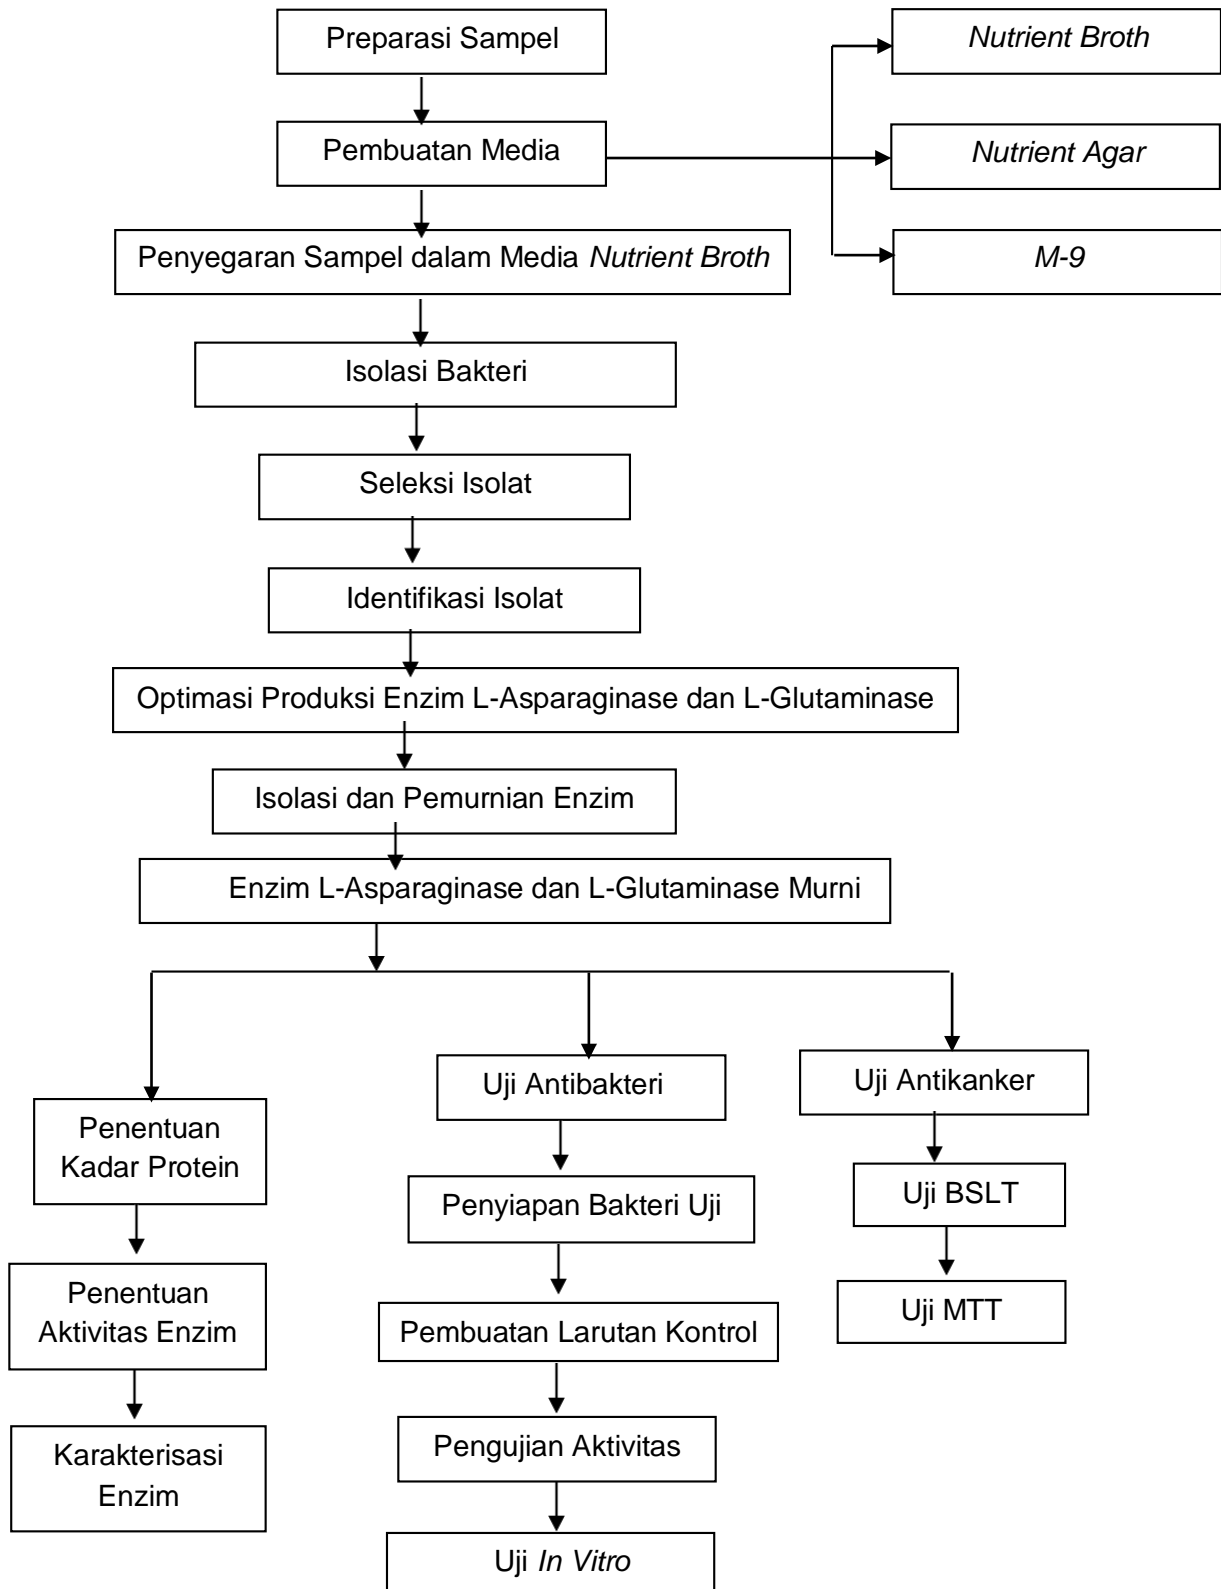 Preparasi Sampel
Nutrient Broth
Pembuatan Media
Nutrient Agar
Penyegaran Sampel dalam Media Nutrient Broth
M-9
Isolasi Bakteri
Seleksi Isolat
Identifikasi Isolat
Optimasi Produksi Enzim L-Asparaginase dan L-Glutaminase
Isolasi dan Pemurnian Enzim
Enzim L-Asparaginase dan L-Glutaminase Murni
Penentuan
Kadar Protein
Penentuan
Aktivitas Enzim
Karakterisasi
Enzim
Uji Antibakteri
Penyiapan Bakteri Uji
Pembuatan Larutan Kontrol
Pengujian Aktivitas
Uji In Vitro
Uji Antikanker
Uji BSLT
Uji MTT